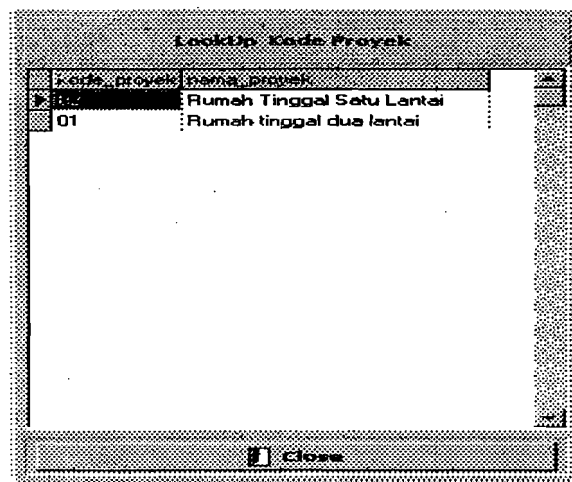 LookUp Kode Proyek
kode_proyek nama_proyek
Rumah Tinggal Satu Lantai
01 Rumah tinggal dua lantai
Close